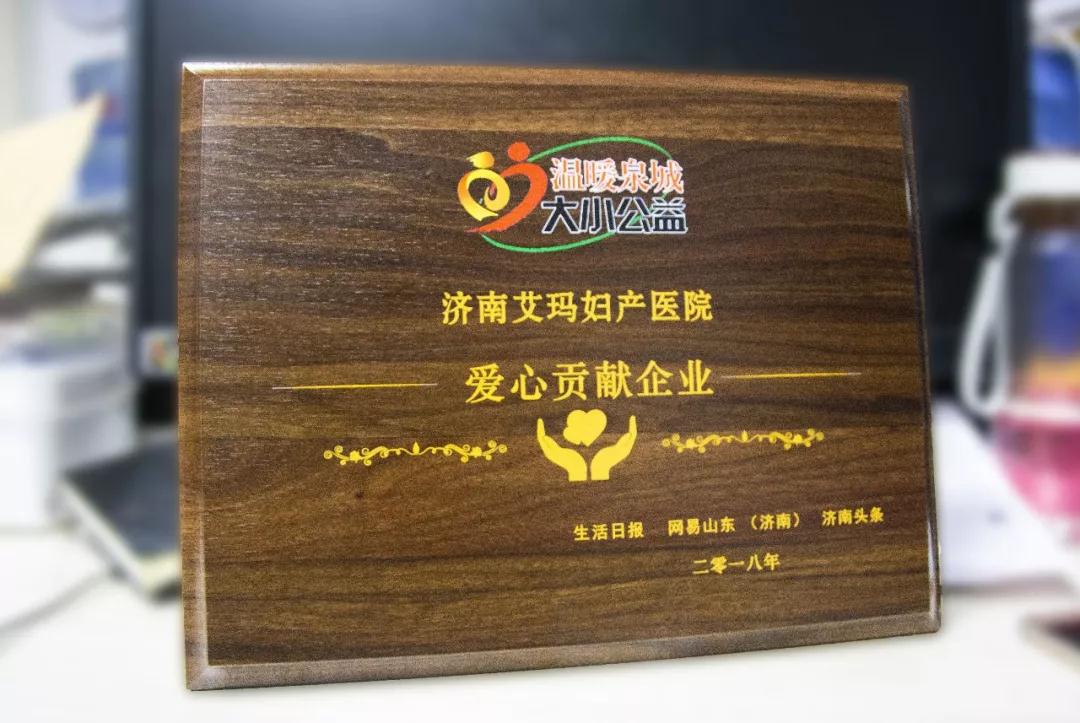 温暖泉城
大小公益
济南艾玛妇产医院
爱心贡献企业
生活日报 网易山东（济南） 济南头条
二零一八年